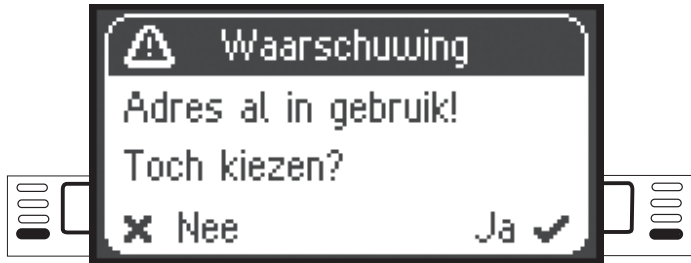 Waarschuwing
Adres al in gebruik!
Toch kiezen?
Nee Ja